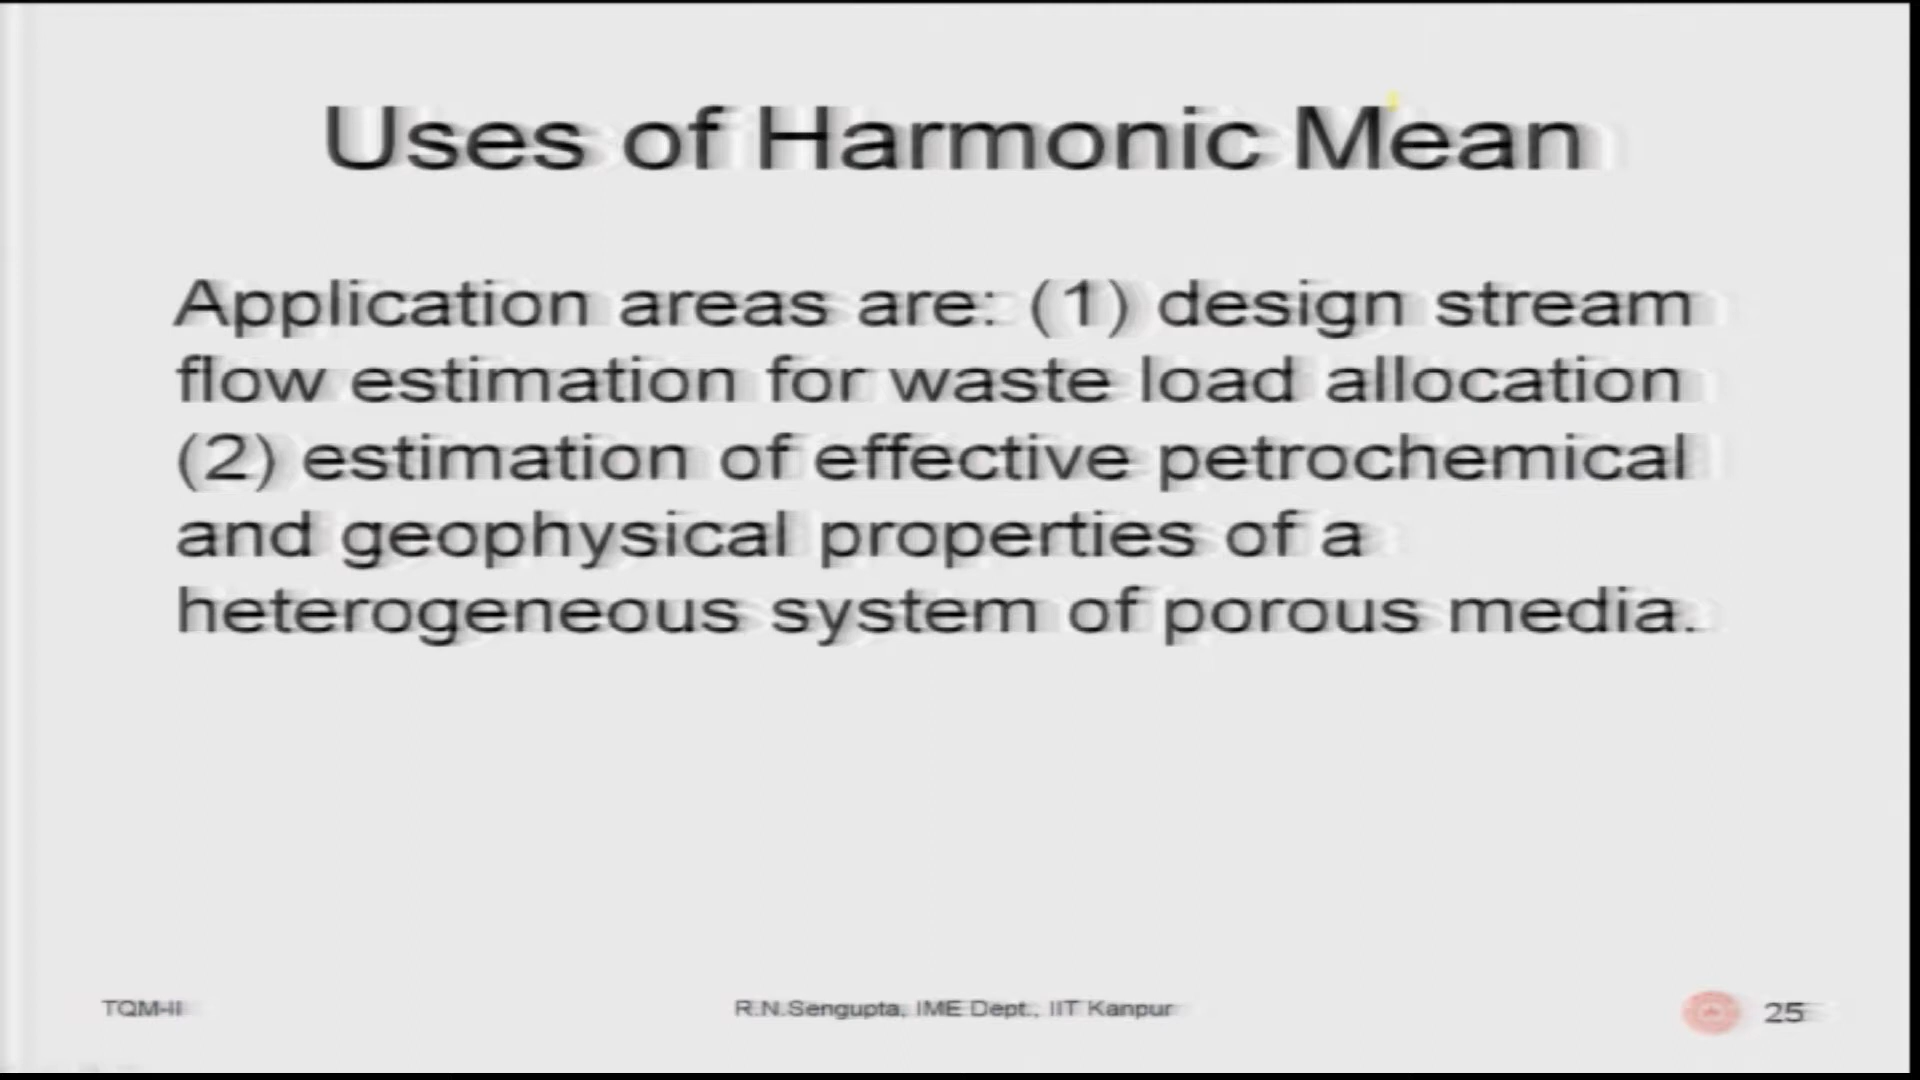 Uses of Harmonic Mean
Application areas are: (1) design stream
flow estimation for waste load allocation
(2) estimation of effective petrochemical
and geophysical properties of a
heterogeneous system of porous media.
TQM-II
R.N.Sengupta, IME Dept., IIT Kanpur
25